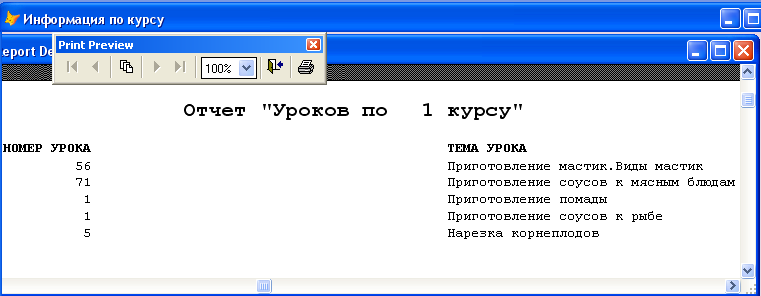 Информация по курсу
eport De
Print Preview
100%
Отчет "Уроков по 1 курсу"
НОМЕР УРОКА ТЕМА УРОКА
56 Приготовление мастик.Виды мастик
71 Приготовление соусов к мясным блюдам
1 Приготовление помады
1 Приготовление соусов к рыбе
5 Нарезка корнеплодов